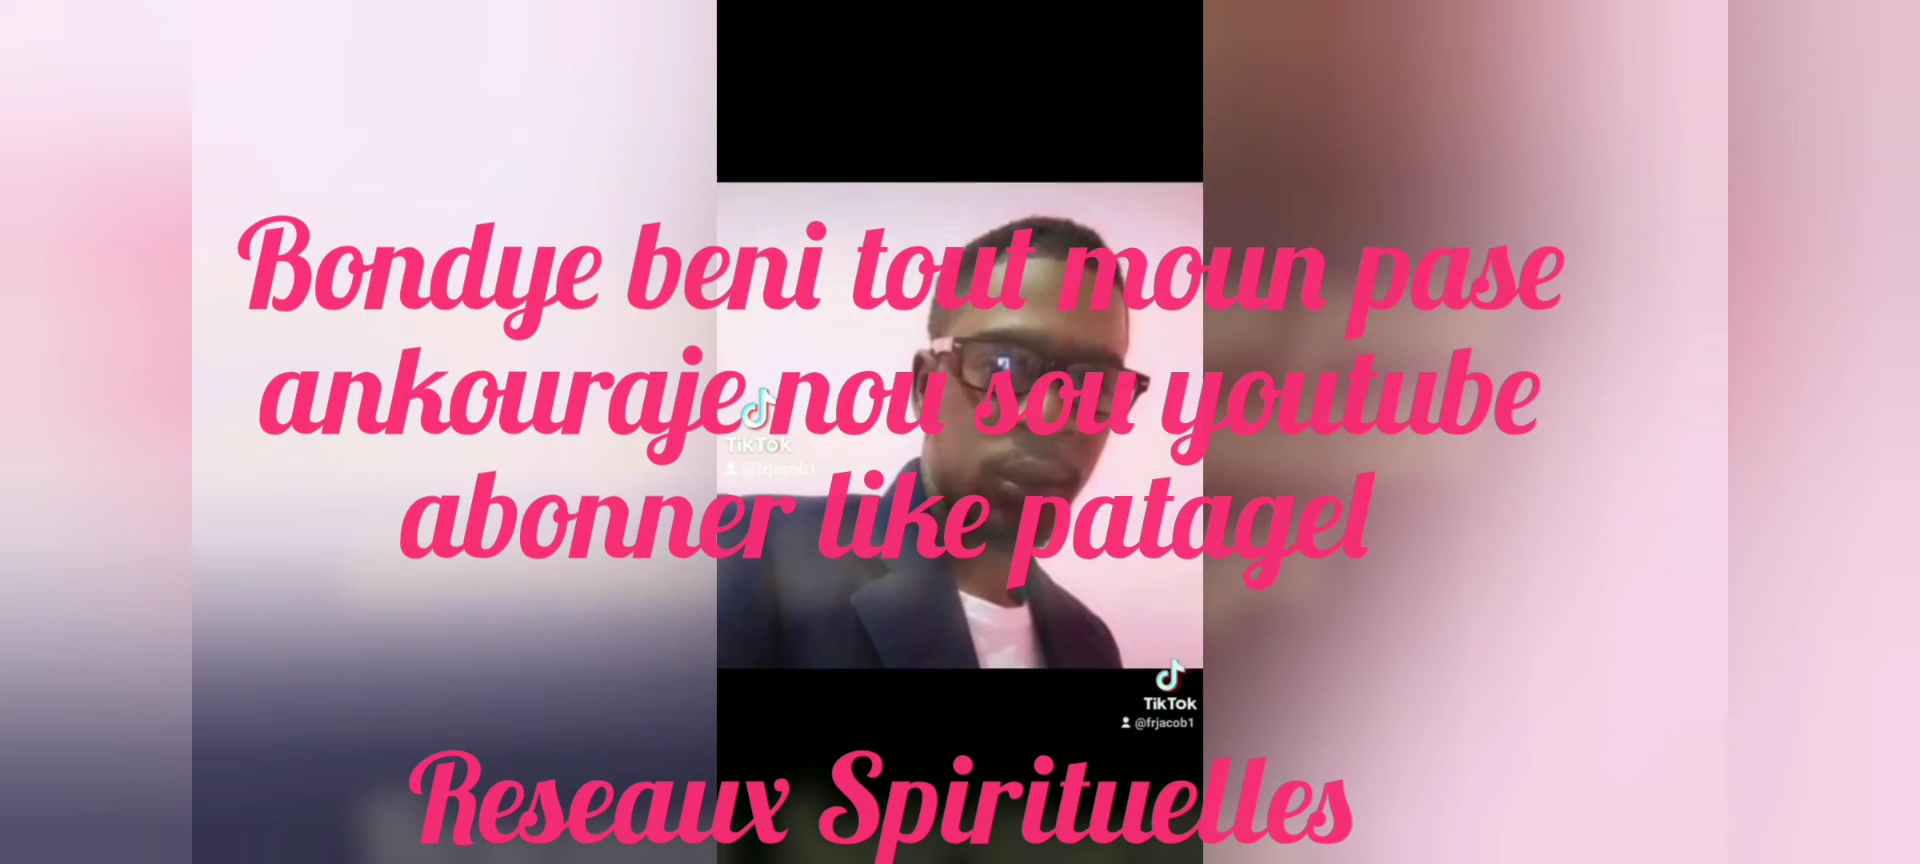 Bondye beni tout moun pase
ankouraje nou sou youtube
abonner like patagel
TikTok
@frjacob1
TikTok
@frjacob1
Reseaux Spirituelles